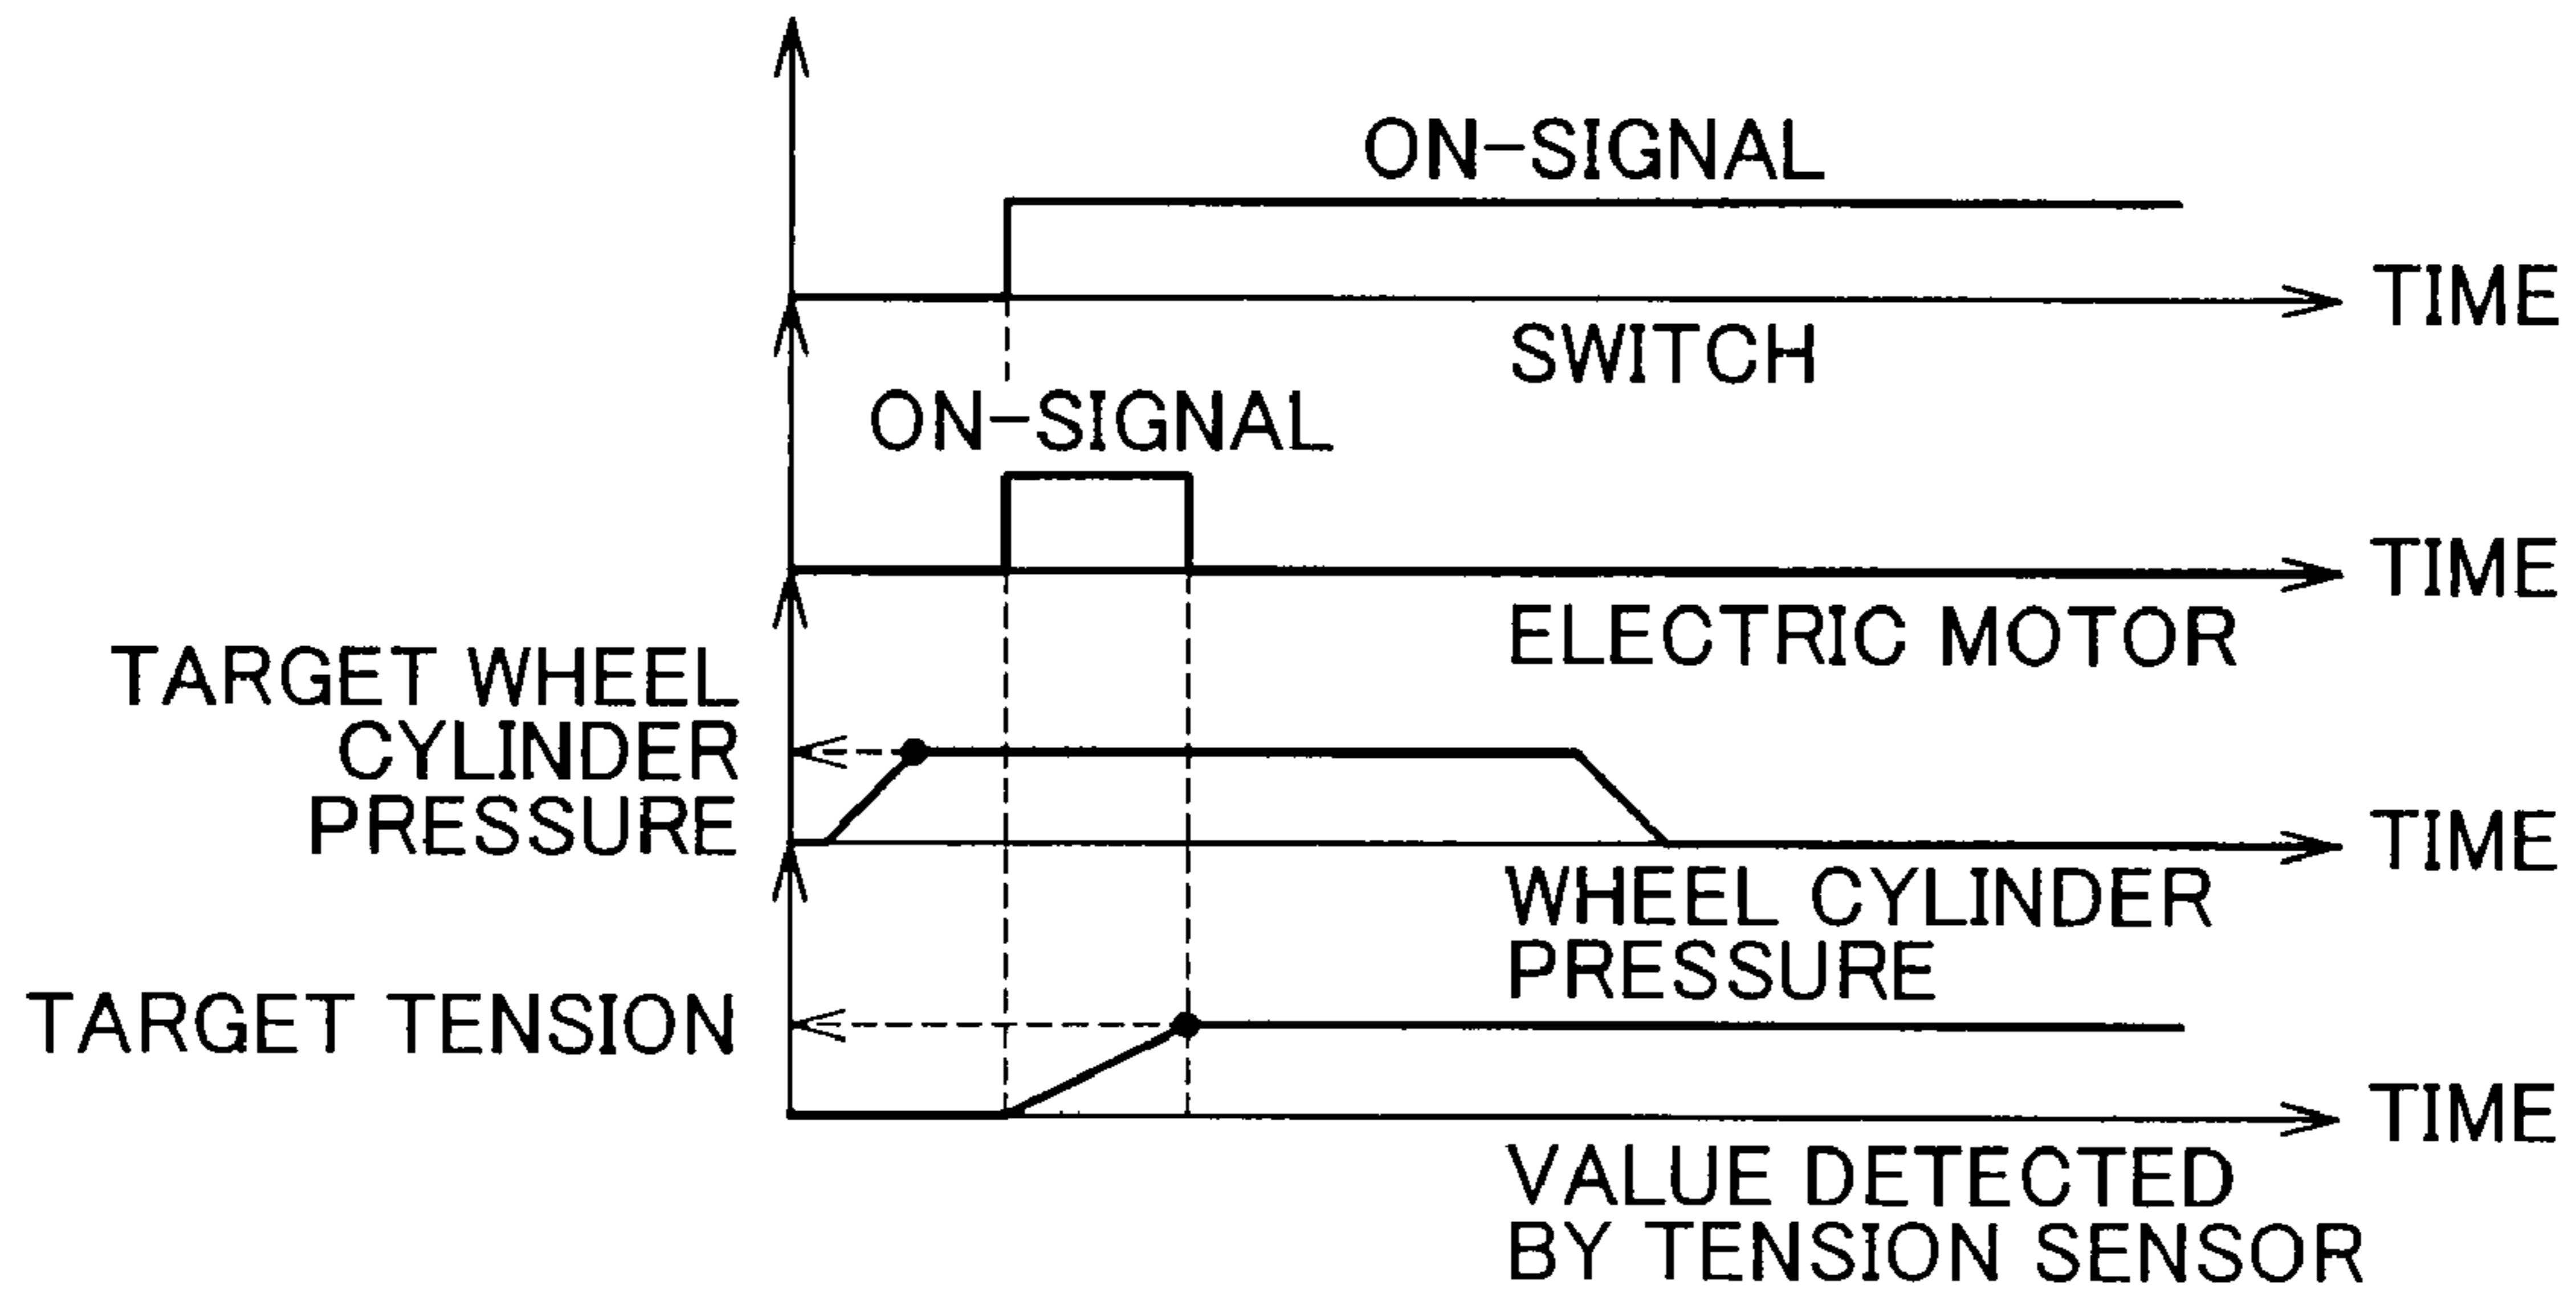 ON-SIGNAL
TIME
SWITCH
ON-SIGNAL
TIME
ELECTRIC MOTOR
TARGET WHEEL
CYLINDER
PRESSURE
TIME
WHEEL CYLINDER
PRESSURE
TARGET TENSION
TIME
VALUE DETECTED
BY TENSION SENSOR